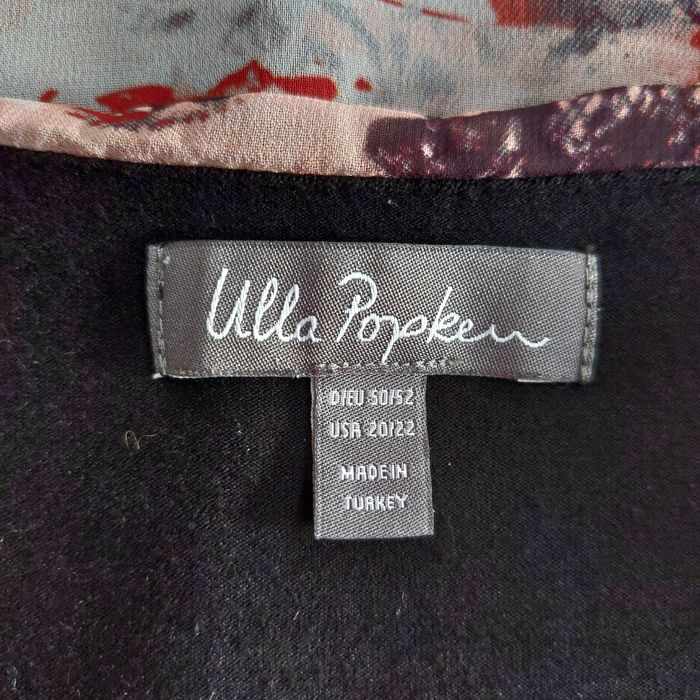 Ulla Popken
D/EU 50/52
USA 20/22
MADE IN
TURKEY